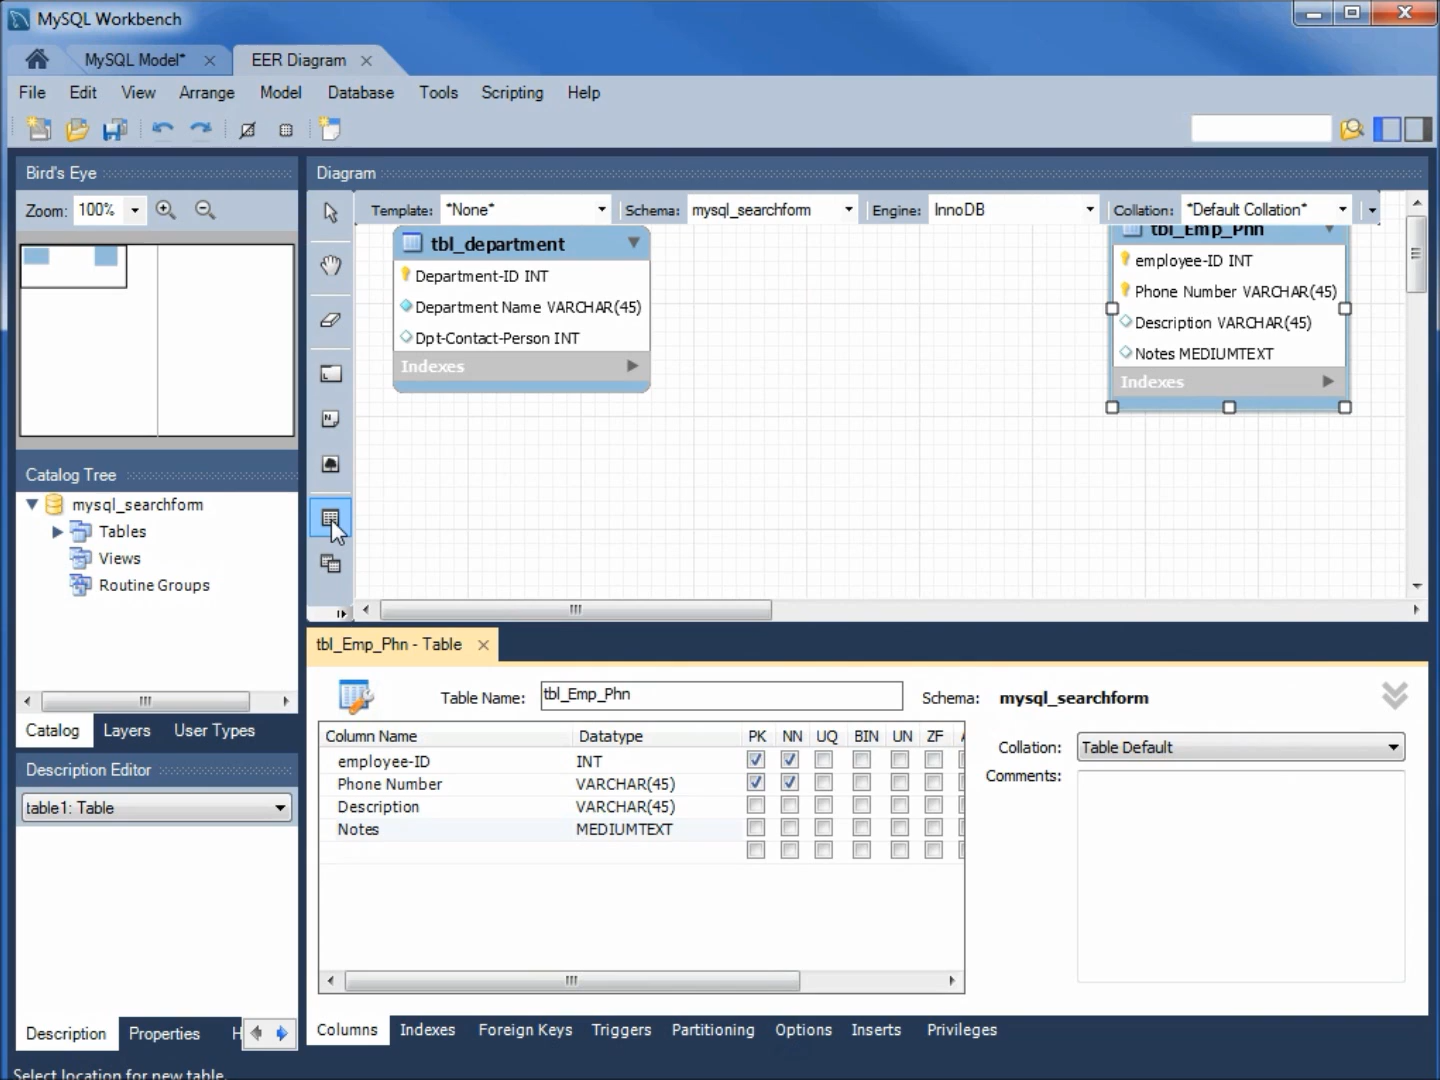 MySQL Workbench
MySQL Model*
EER Diagram
File Edit View Arrange Model Database Tools Scripting Help
Bird's Eye
Zoom: 100%
Diagram
Template: *None* Schema: mysql_searchform Engine: InnoDB Collation: *Default Collation*
tbl_department
Department-ID INT
Department Name VARCHAR(45)
Dpt-Contact-Person INT
Indexes
tbl_Emp_Phn
employee-ID INT
Phone Number VARCHAR(45)
Description VARCHAR(45)
Notes MEDIUMTEXT
Indexes
Catalog Tree
mysql_searchform
Tables
Views
Routine Groups
Catalog Layers User Types
Description Editor
table1: Table
Description Properties H
tbl_Emp_Phn - Table
Table Name: tbl_Emp_Phn Schema: mysql_searchform
Column Name Datatype PK NN UQ BIN UN ZF
employee-ID INT
Phone Number VARCHAR(45)
Description VARCHAR(45)
Notes MEDIUMTEXT
Collation: Table Default
Comments:
Columns Indexes Foreign Keys Triggers Partitioning Options Inserts Privileges
Select location for new table.